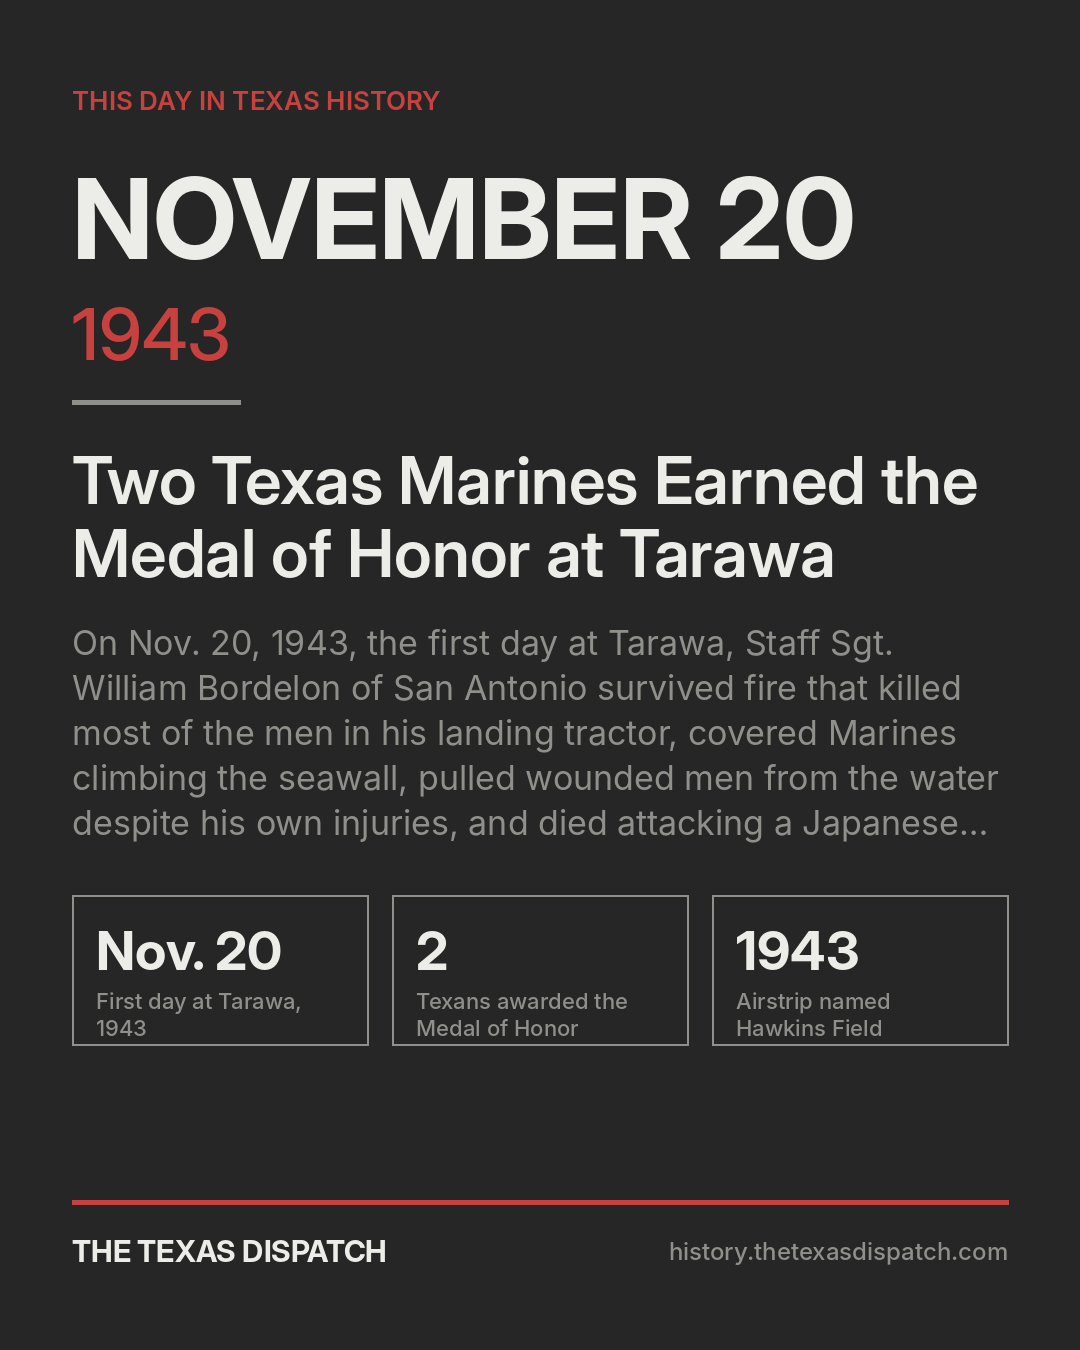 THIS DAY IN TEXAS HISTORY
NOVEMBER 20
1943
Two Texas Marines Earned the
Medal of Honor at Tarawa
On Nov. 20, 1943, the first day at Tarawa, Staff Sgt.
William Bordelon of San Antonio survived fire that killed
most of the men in his landing tractor, covered Marines
climbing the seawall, pulled wounded men from the water
despite his own injuries, and died attacking a Japanese...
Nov. 20
First day at Tarawa,
1943
2
Texans awarded the
Medal of Honor
1943
Airstrip named
Hawkins Field
THE TEXAS DISPATCH
history.thetexasdispatch.com